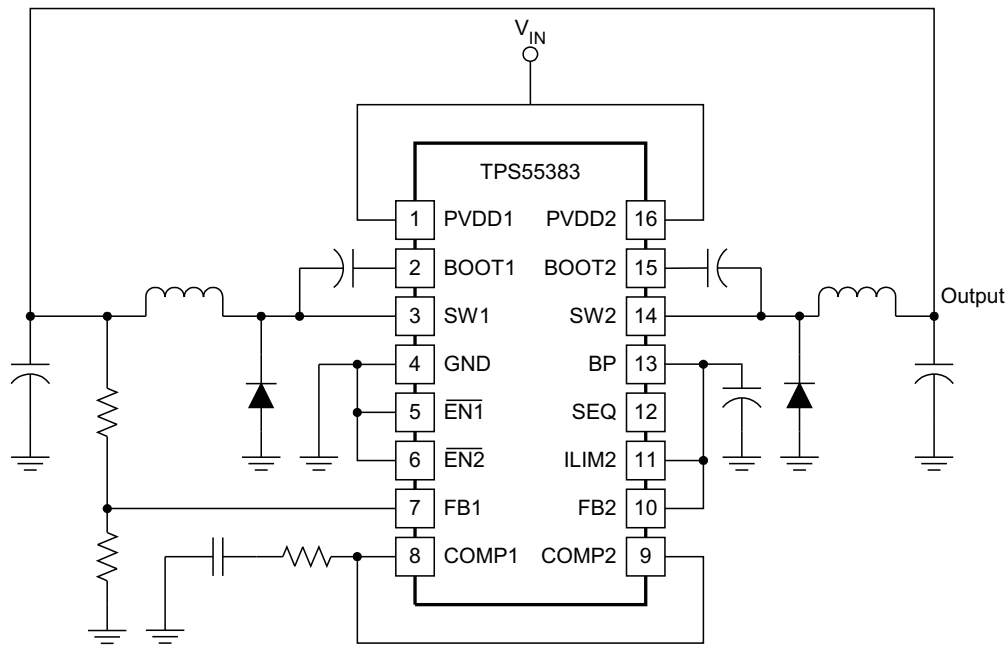 VIN
TPS55383
1 PVDD1 PVDD2 16
2 BOOT1 BOOT2 15
3 SW1 SW2 14
Output
4 GND BP 13
5 EN1 SEQ 12
6 EN2 ILIM2 11
7 FB1 FB2 10
8 COMP1 COMP2 9